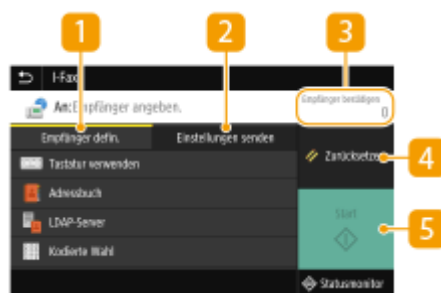 1
2
3
I-Fax
An: Empfänger angeben.
Empfänger bestätigen
0
Empfänger defin.
Einstellungen senden
Tastatur verwenden
Zurücksetzen
4
Adressbuch
LDAP-Server
Start
5
Kodierte Wahl
Statusmonitor